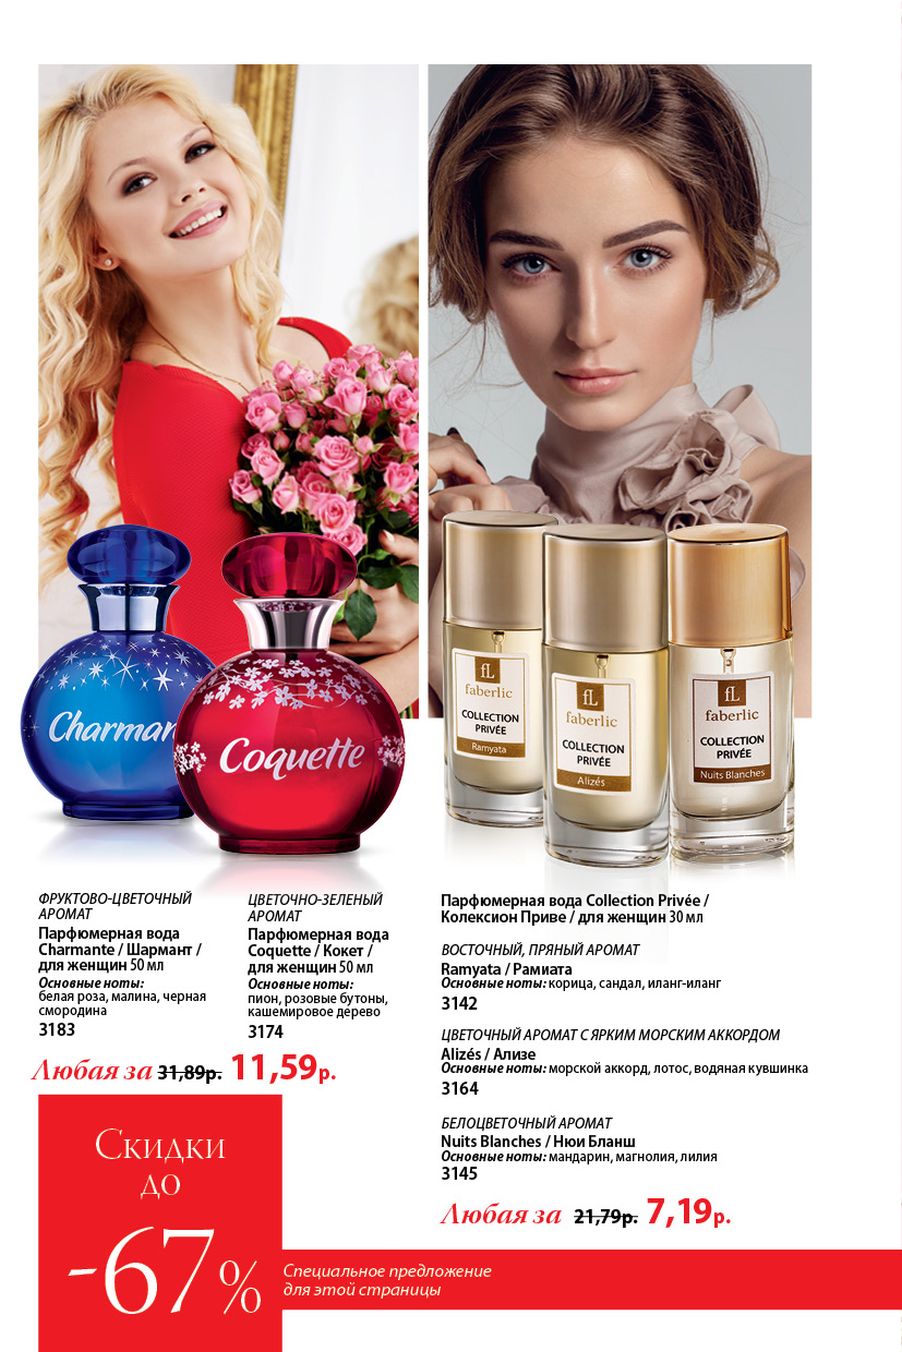 Charman
Coquette
fL
faberlic
COLLECTION
PRIVÉE
Ramyata
fL
faberlic
COLLECTION
PRIVÉE
Alizés
fL
faberlic
COLLECTION
PRIVÉE
Nuits Blanches
ФРУКТОВО-ЦВЕТОЧНЫЙ
АРОМАТ
Парфюмерная вода
Charmante / Шармант /
для женщин 50 мл
Основные ноты:
белая роза, малина, черная
смородина
3183
ЦВЕТОЧНО-ЗЕЛЕНЫЙ
АРОМАТ
Парфюмерная вода
Coquette / Кокет /
для женщин 50 мл
Основные ноты:
пион, розовые бутоны,
кашемировое дерево
3174
Любая за 31,89р. 11,59р.
Парфюмерная вода Collection Privée /
Колексион Приве / для женщин 30 мл
ВОСТОЧНЫЙ, ПРЯНЫЙ АРОМАТ
Ramyata / Рамиата
Основные ноты: корица, сандал, иланг-иланг
3142
ЦВЕТОЧНЫЙ АРОМАТ С ЯРКИМ МОРСКИМ АККОРДОМ
Alizés / Ализе
Основные ноты: морской аккорд, лотос, водяная кувшинка
3164
БЕЛОЦВЕТОЧНЫЙ АРОМАТ
Nuits Blanches / Нюи Бланш
Основные ноты: мандарин, магнолия, лилия
3145
Любая за 21,79р. 7,19р.
Скидки
до
-67%
Специальное предложение
для этой страницы